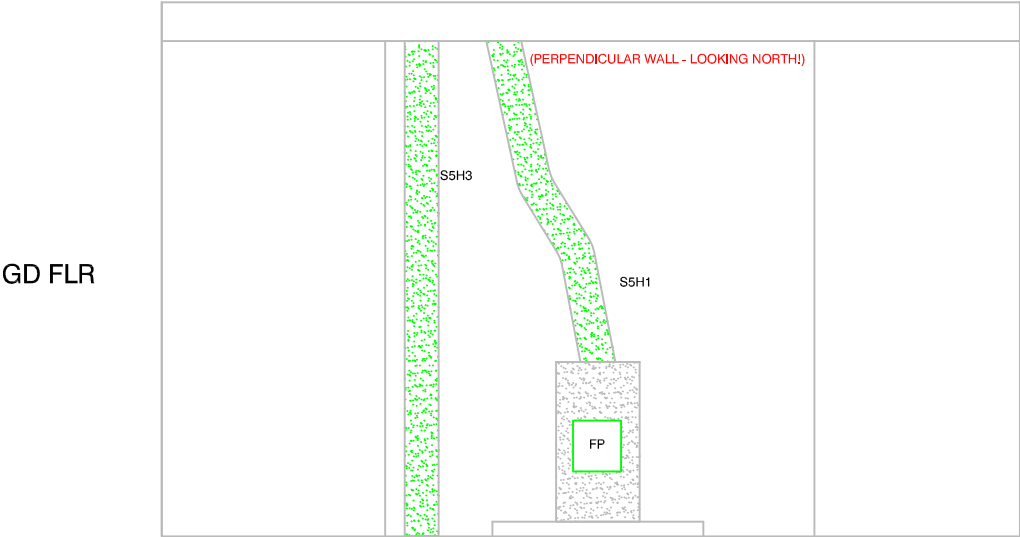 (PERPENDICULAR WALL - LOOKING NORTH!)
S5H3
GD FLR
S5H1
FP